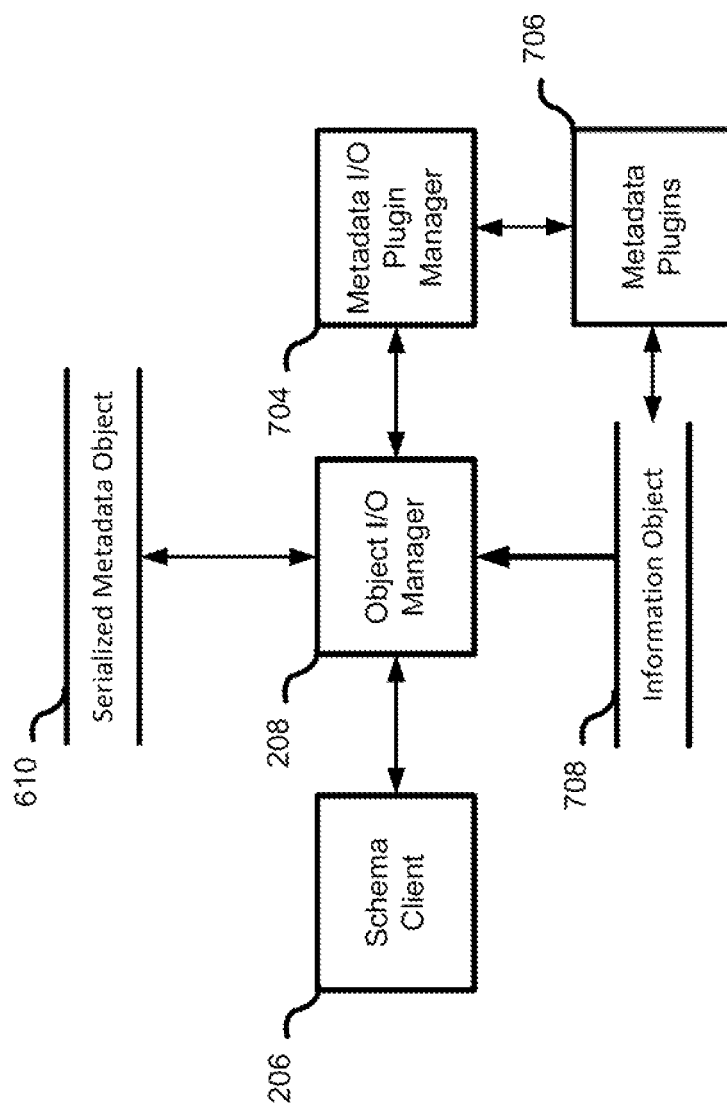 610
Serialized Metadata Object
206
Schema
Client
208
Object I/O
Manager
704
Metadata I/O
Plugin
Manager
708
Information Object
706
Metadata
Plugins